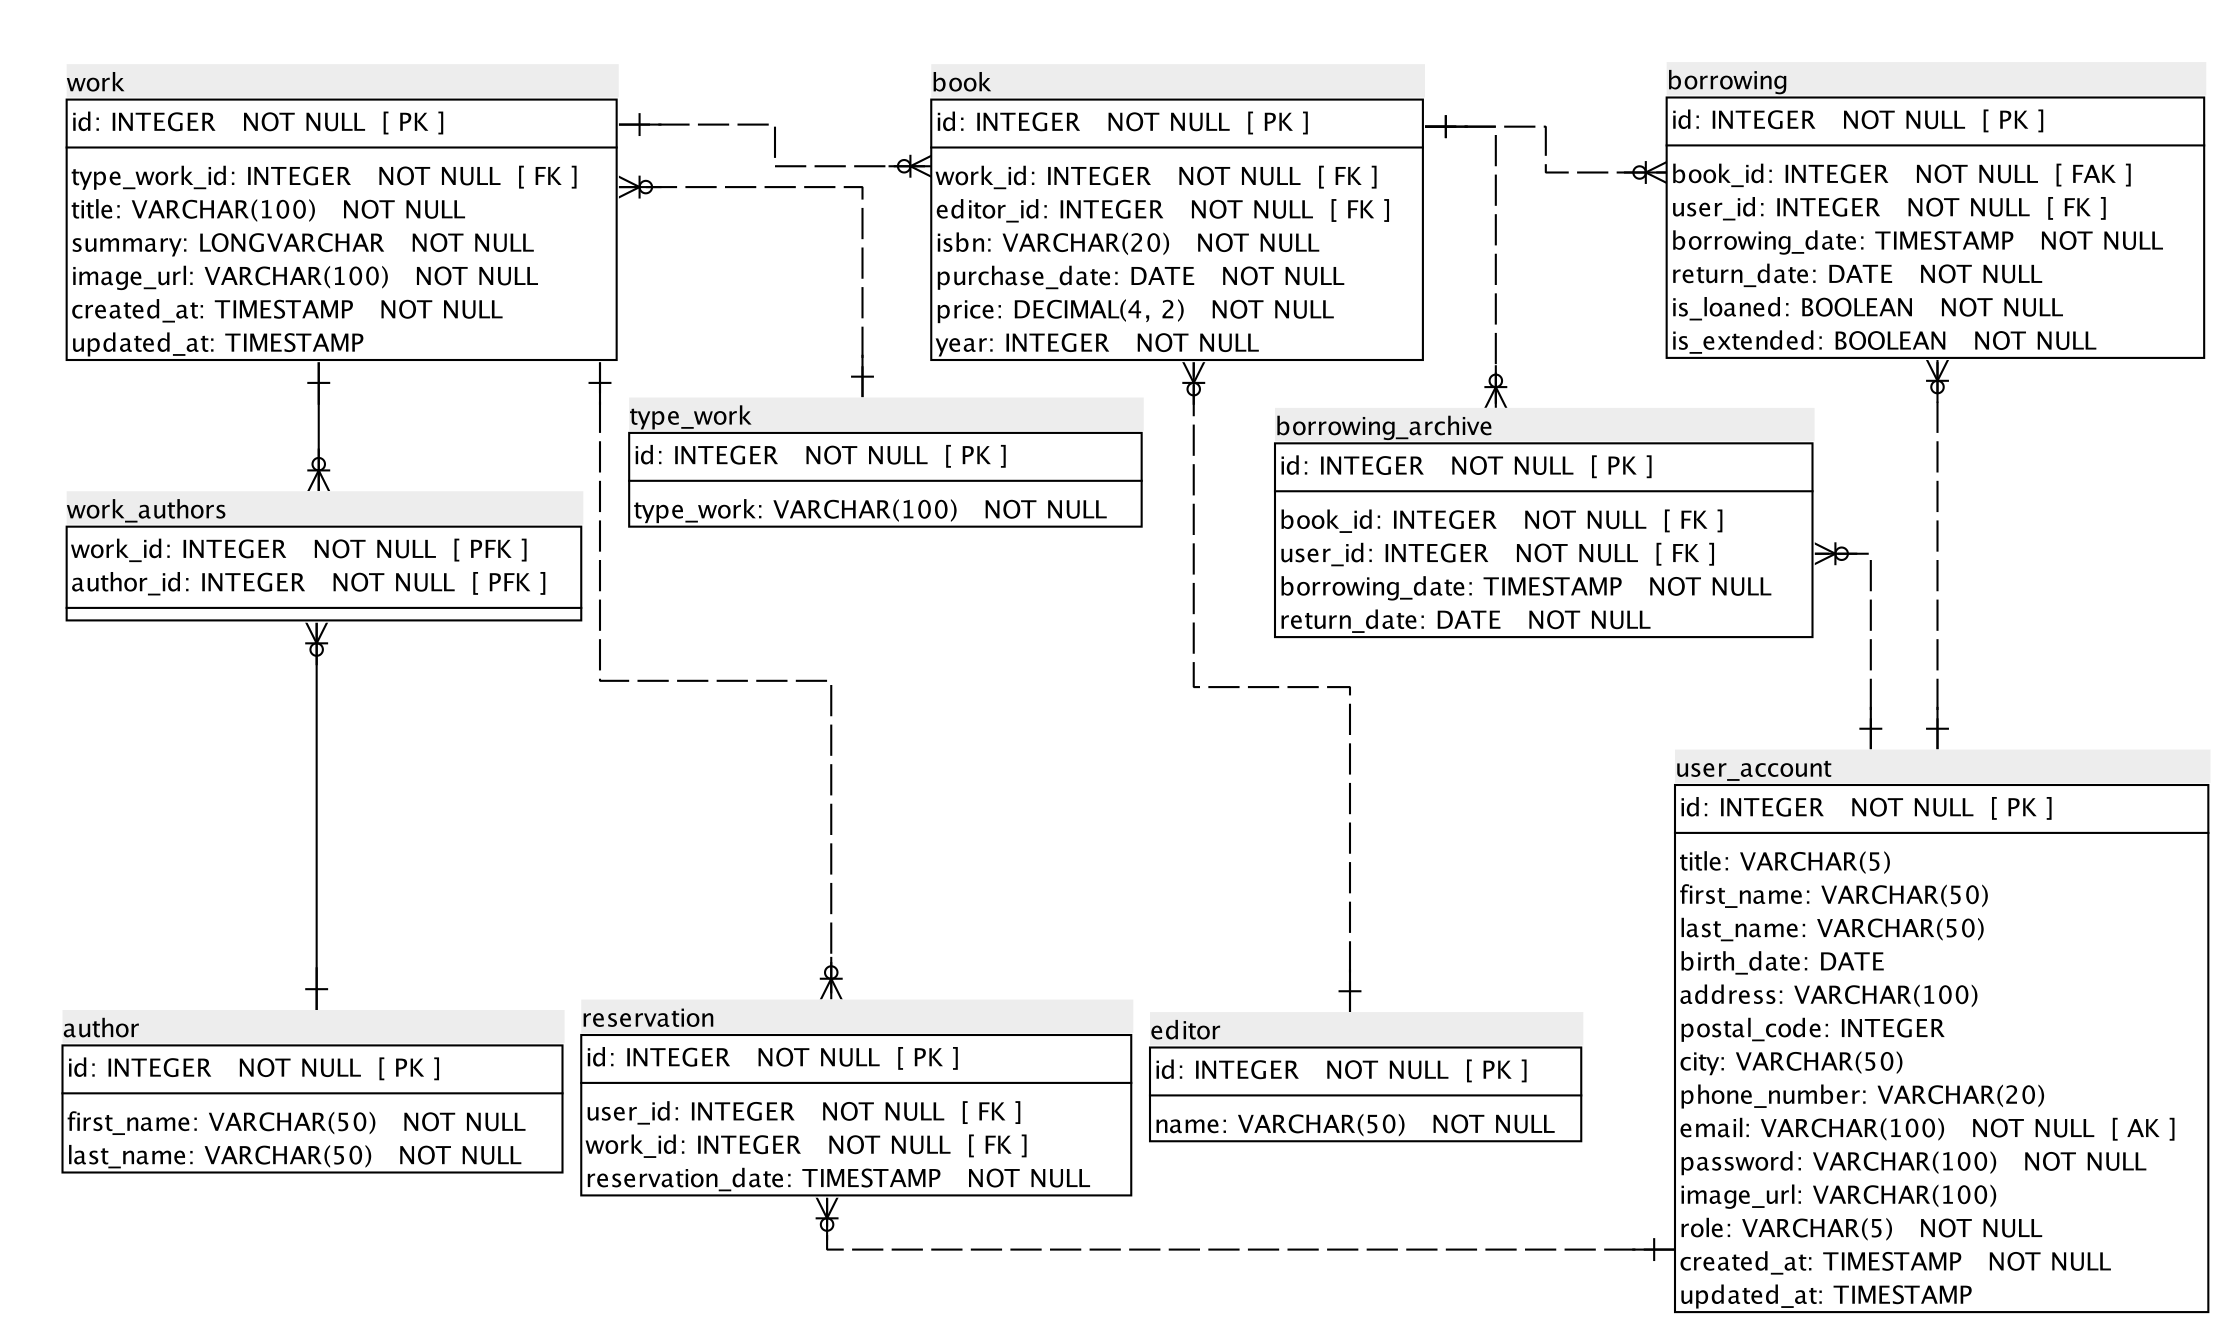 work
id: INTEGER NOT NULL [ PK ]
type_work_id: INTEGER NOT NULL [ FK ]
title: VARCHAR(100) NOT NULL
summary: LONGVARCHAR NOT NULL
image_url: VARCHAR(100) NOT NULL
created_at: TIMESTAMP NOT NULL
updated_at: TIMESTAMP
book
id: INTEGER NOT NULL [ PK ]
work_id: INTEGER NOT NULL [ FK ]
editor_id: INTEGER NOT NULL [ FK ]
isbn: VARCHAR(20) NOT NULL
purchase_date: DATE NOT NULL
price: DECIMAL(4, 2) NOT NULL
year: INTEGER NOT NULL
borrowing
id: INTEGER NOT NULL [ PK ]
book_id: INTEGER NOT NULL [ FAK ]
user_id: INTEGER NOT NULL [ FK ]
borrowing_date: TIMESTAMP NOT NULL
return_date: DATE NOT NULL
is_loaned: BOOLEAN NOT NULL
is_extended: BOOLEAN NOT NULL
type_work
id: INTEGER NOT NULL [ PK ]
type_work: VARCHAR(100) NOT NULL
borrowing_archive
id: INTEGER NOT NULL [ PK ]
book_id: INTEGER NOT NULL [ FK ]
user_id: INTEGER NOT NULL [ FK ]
borrowing_date: TIMESTAMP NOT NULL
return_date: DATE NOT NULL
work_authors
work_id: INTEGER NOT NULL [ PFK ]
author_id: INTEGER NOT NULL [ PFK ]
user_account
id: INTEGER NOT NULL [ PK ]
title: VARCHAR(5)
first_name: VARCHAR(50)
last_name: VARCHAR(50)
birth_date: DATE
address: VARCHAR(100)
postal_code: INTEGER
city: VARCHAR(50)
phone_number: VARCHAR(20)
email: VARCHAR(100) NOT NULL [ AK ]
password: VARCHAR(100) NOT NULL
image_url: VARCHAR(100)
role: VARCHAR(5) NOT NULL
created_at: TIMESTAMP NOT NULL
updated_at: TIMESTAMP
author
id: INTEGER NOT NULL [ PK ]
first_name: VARCHAR(50) NOT NULL
last_name: VARCHAR(50) NOT NULL
reservation
id: INTEGER NOT NULL [ PK ]
user_id: INTEGER NOT NULL [ FK ]
work_id: INTEGER NOT NULL [ FK ]
reservation_date: TIMESTAMP NOT NULL
editor
id: INTEGER NOT NULL [ PK ]
name: VARCHAR(50) NOT NULL